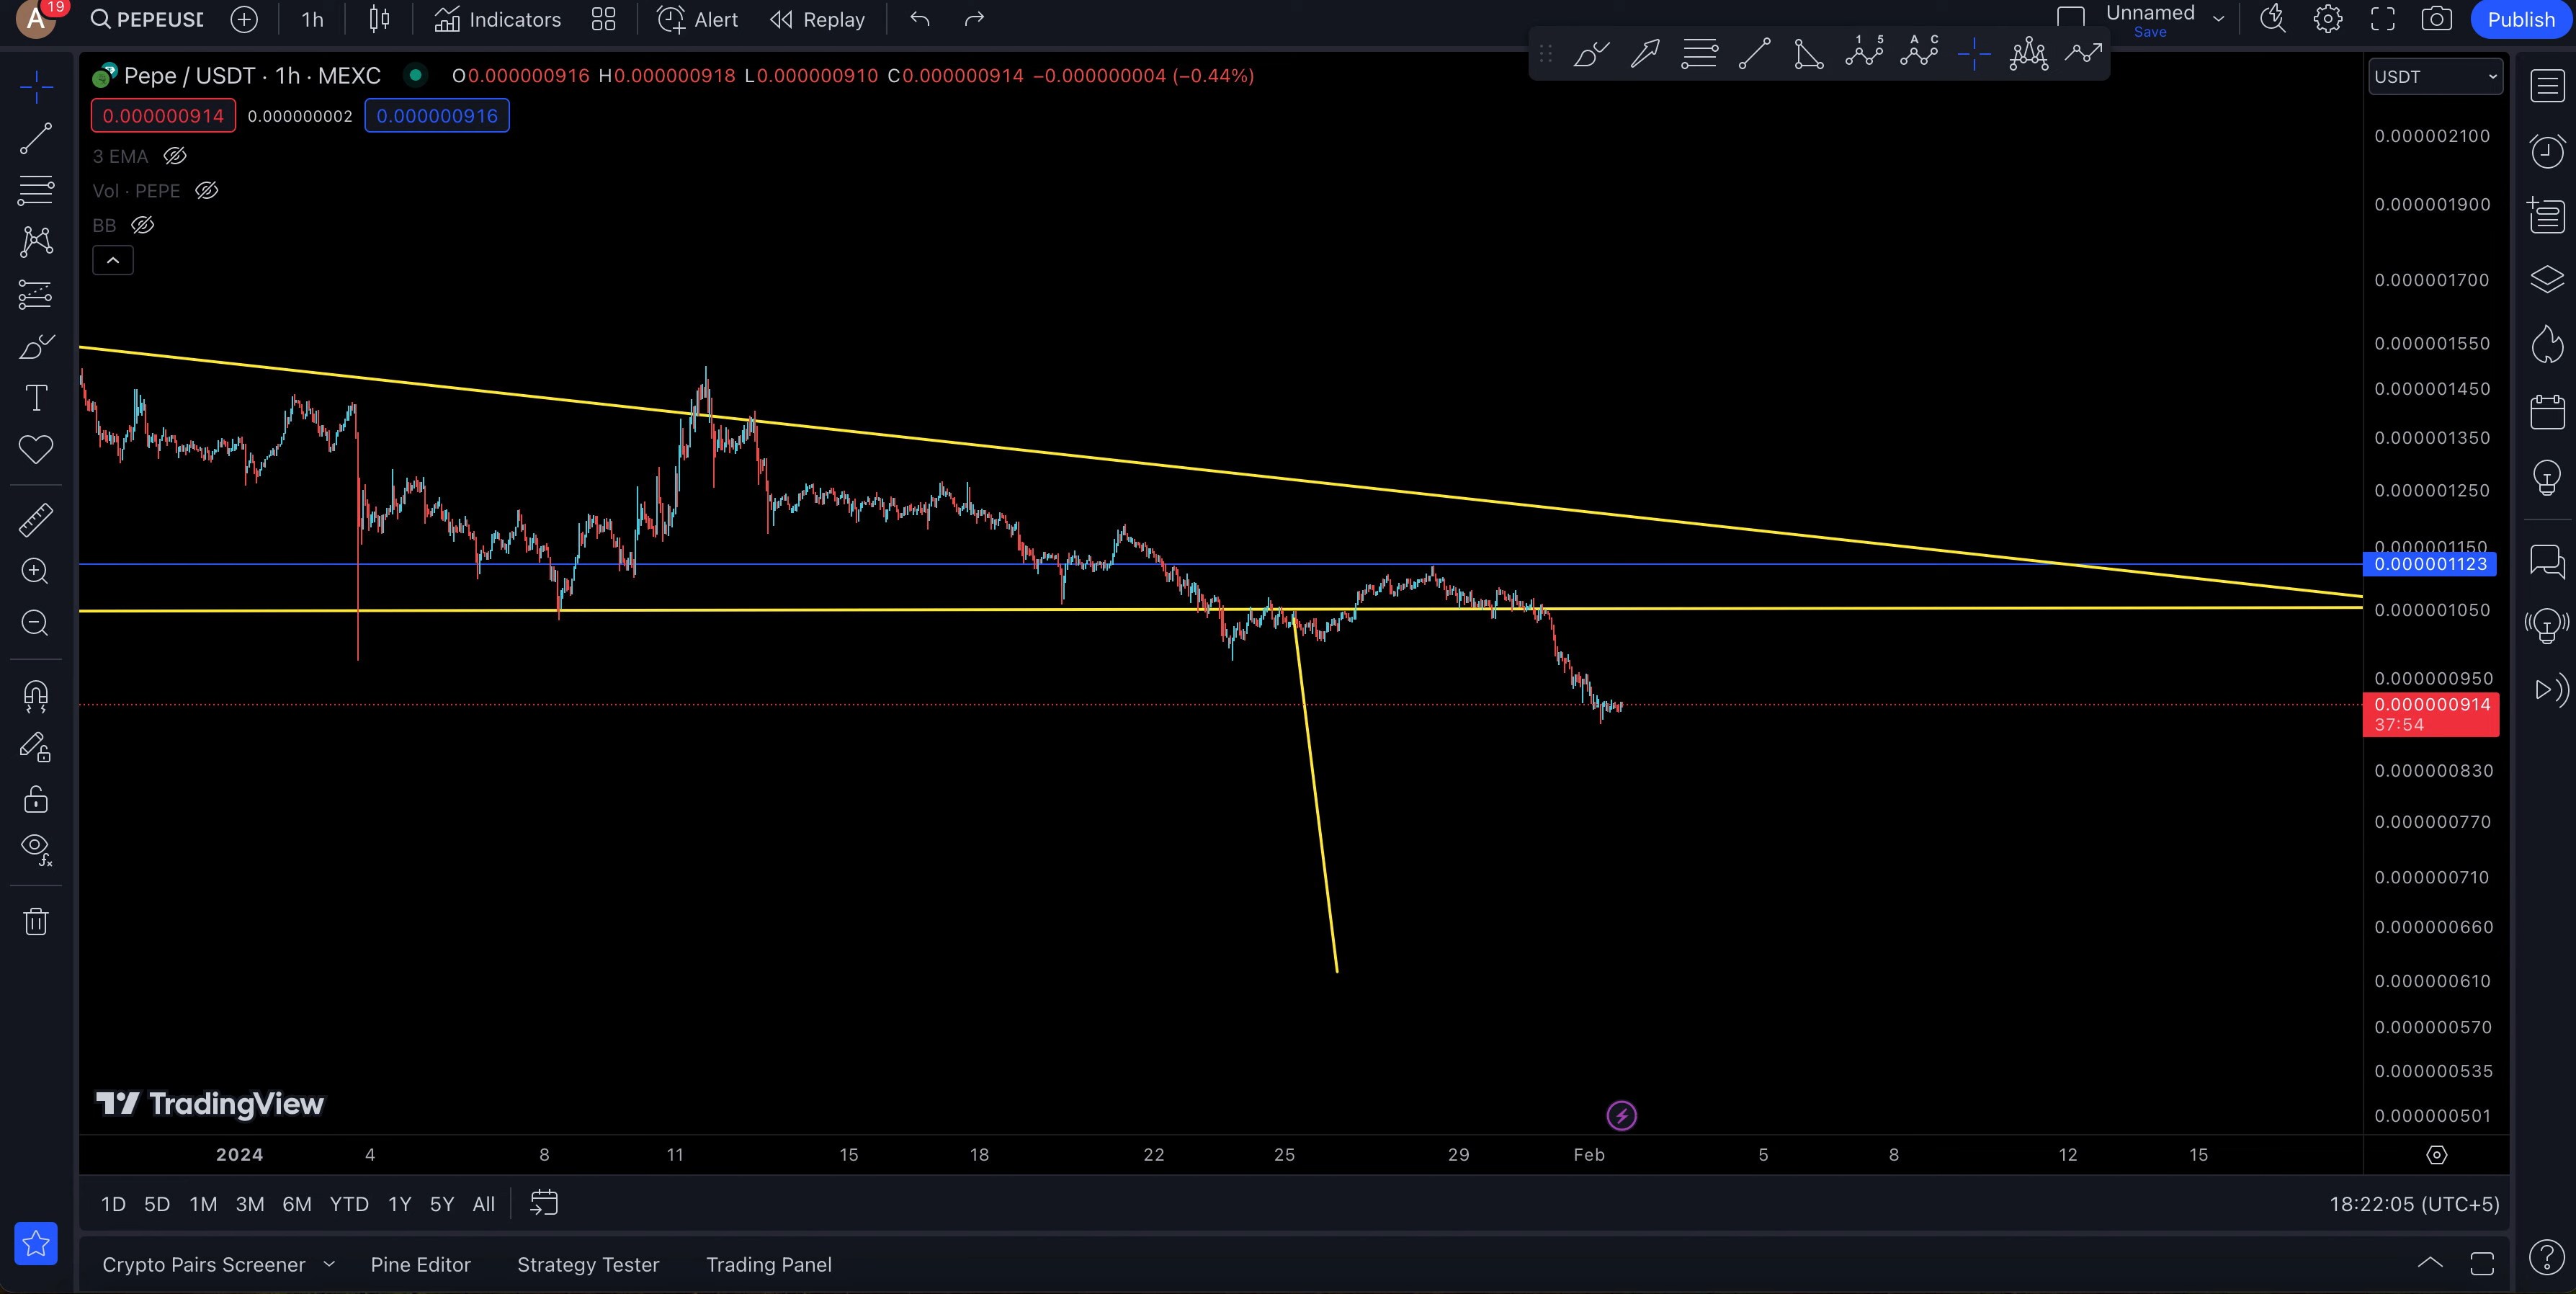 A 19 PEPEUS 1h Indicators Alert Replay Unnamed Publish
Save
1 5 A C
Pepe / USDT · 1h · MEXC O0.000000916 H0.000000918 L0.000000910 C0.000000914 −0.000000004 (−0.44%) USDT
0.000000914 0.000000002 0.000000916
3 EMA
Vol · PEPE
BB
0.000002100
0.000001900
0.000001700
0.000001550
0.000001450
0.000001350
0.000001250
0.000001150
0.000001123
0.000001050
0.000000950
0.000000914
37:54
0.000000830
0.000000770
0.000000710
0.000000660
0.000000610
0.000000570
0.000000535
0.000000501
TradingView
2024 4 8 11 15 18 22 25 29 Feb 5 8 12 15
1D 5D 1M 3M 6M YTD 1Y 5Y All 18:22:05 (UTC+5)
Crypto Pairs Screener Pine Editor Strategy Tester Trading Panel